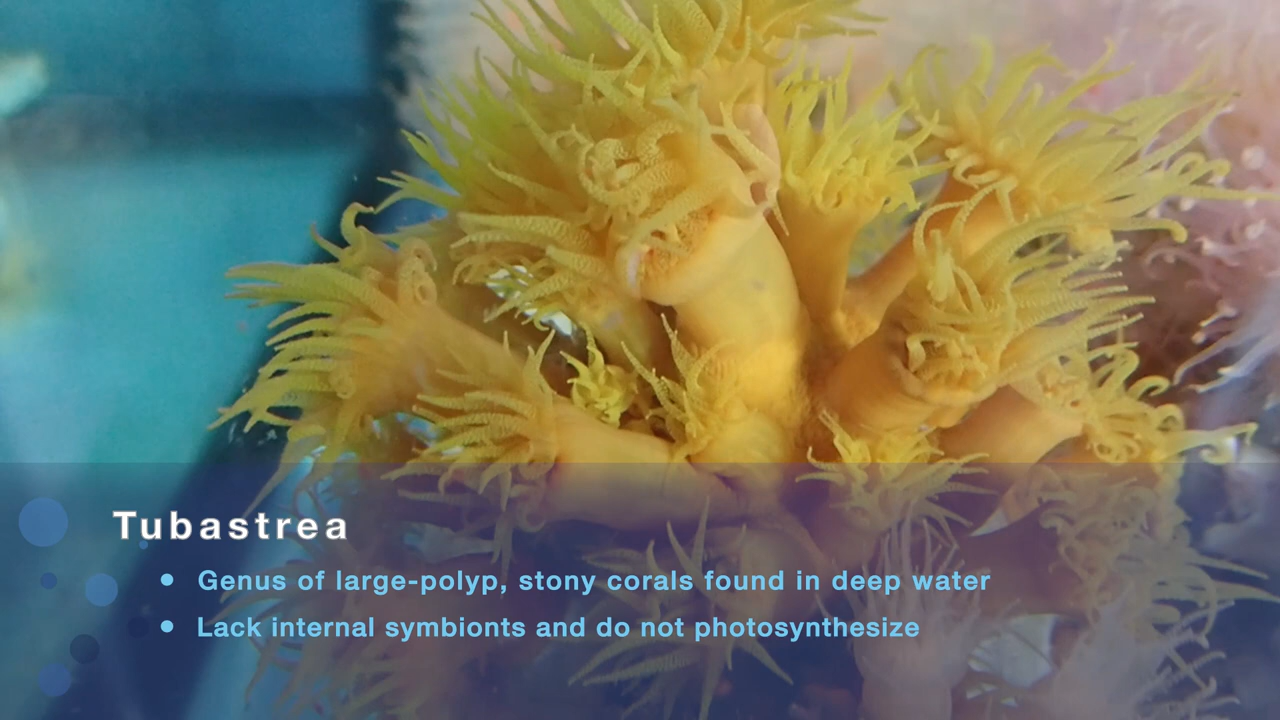 Tubastrea
• Genus of large-polyp, stony corals found in deep water
• Lack internal symbionts and do not photosynthesize